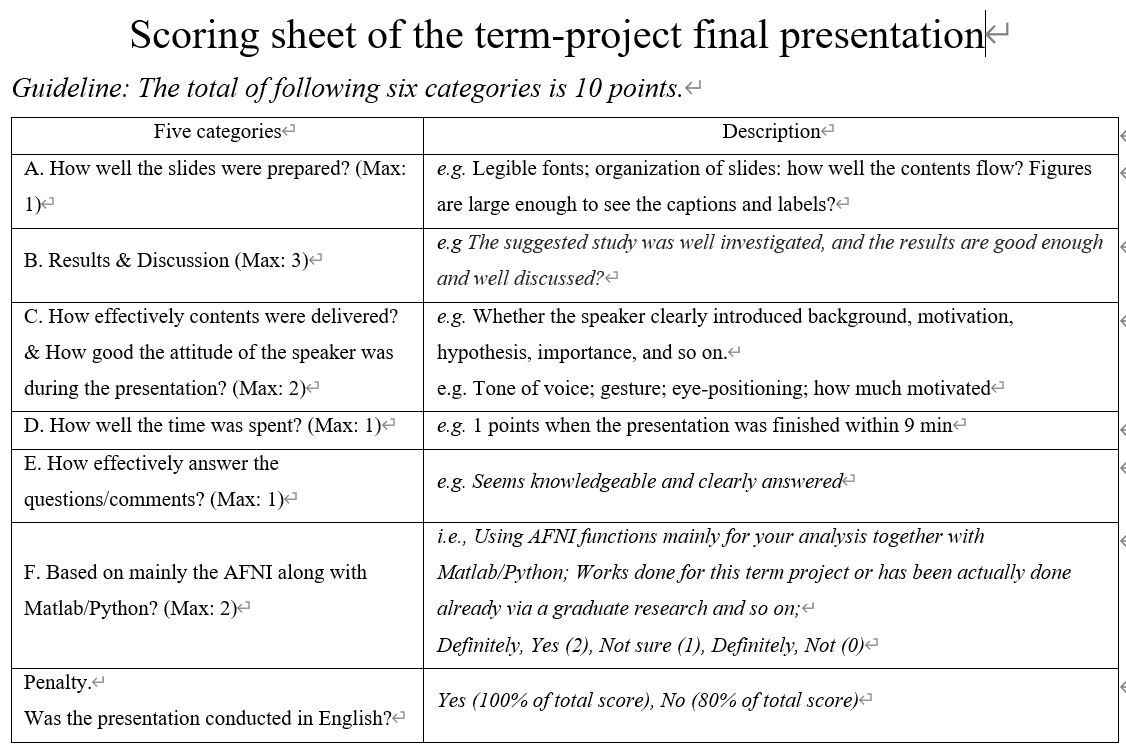 Scoring sheet of the term-project final presentation
Guideline: The total of following six categories is 10 points.
Five categories
Description
A. How well the slides were prepared? (Max:
1)
e.g. Legible fonts; organization of slides: how well the contents flow? Figures
are large enough to see the captions and labels?
B. Results & Discussion (Max: 3)
e.g The suggested study was well investigated, and the results are good enough
and well discussed?
C. How effectively contents were delivered?
& How good the attitude of the speaker was
during the presentation? (Max: 2)
e.g. Whether the speaker clearly introduced background, motivation,
hypothesis, importance, and so on.
e.g. Tone of voice; gesture; eye-positioning; how much motivated
D. How well the time was spent? (Max: 1)
e.g. 1 points when the presentation was finished within 9 min
E. How effectively answer the
questions/comments? (Max: 1)
e.g. Seems knowledgeable and clearly answered
F. Based on mainly the AFNI along with
Matlab/Python? (Max: 2)
i.e., Using AFNI functions mainly for your analysis together with
Matlab/Python; Works done for this term project or has been actually done
already via a graduate research and so on;
Definitely, Yes (2), Not sure (1), Definitely, Not (0)
Penalty.
Was the presentation conducted in English?
Yes (100% of total score), No (80% of total score)